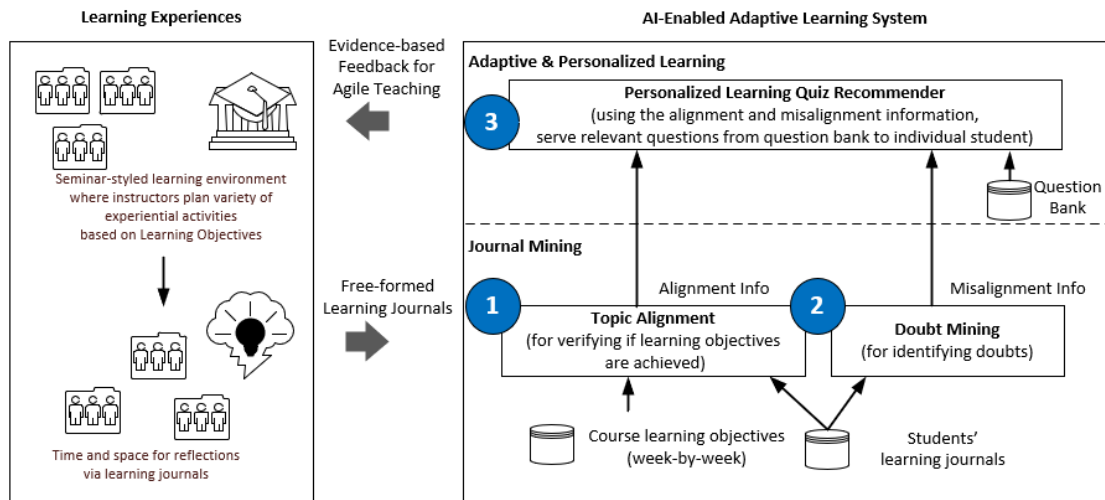 Learning Experiences
Seminar-styled learning environment
where instructors plan variety of
experiential activities
based on Learning Objectives
Time and space for reflections
via learning journals
Evidence-based
Feedback for
Agile Teaching
Free-formed
Learning Journals
AI-Enabled Adaptive Learning System
Adaptive & Personalized Learning
3
Personalized Learning Quiz Recommender
(using the alignment and misalignment information,
serve relevant questions from question bank to individual student)
Question
Bank
Journal Mining
Alignment Info
Misalignment Info
1
Topic Alignment
(for verifying if learning objectives
are achieved)
2
Doubt Mining
(for identifying doubts)
Course learning objectives
(week-by-week)
Students’
learning journals